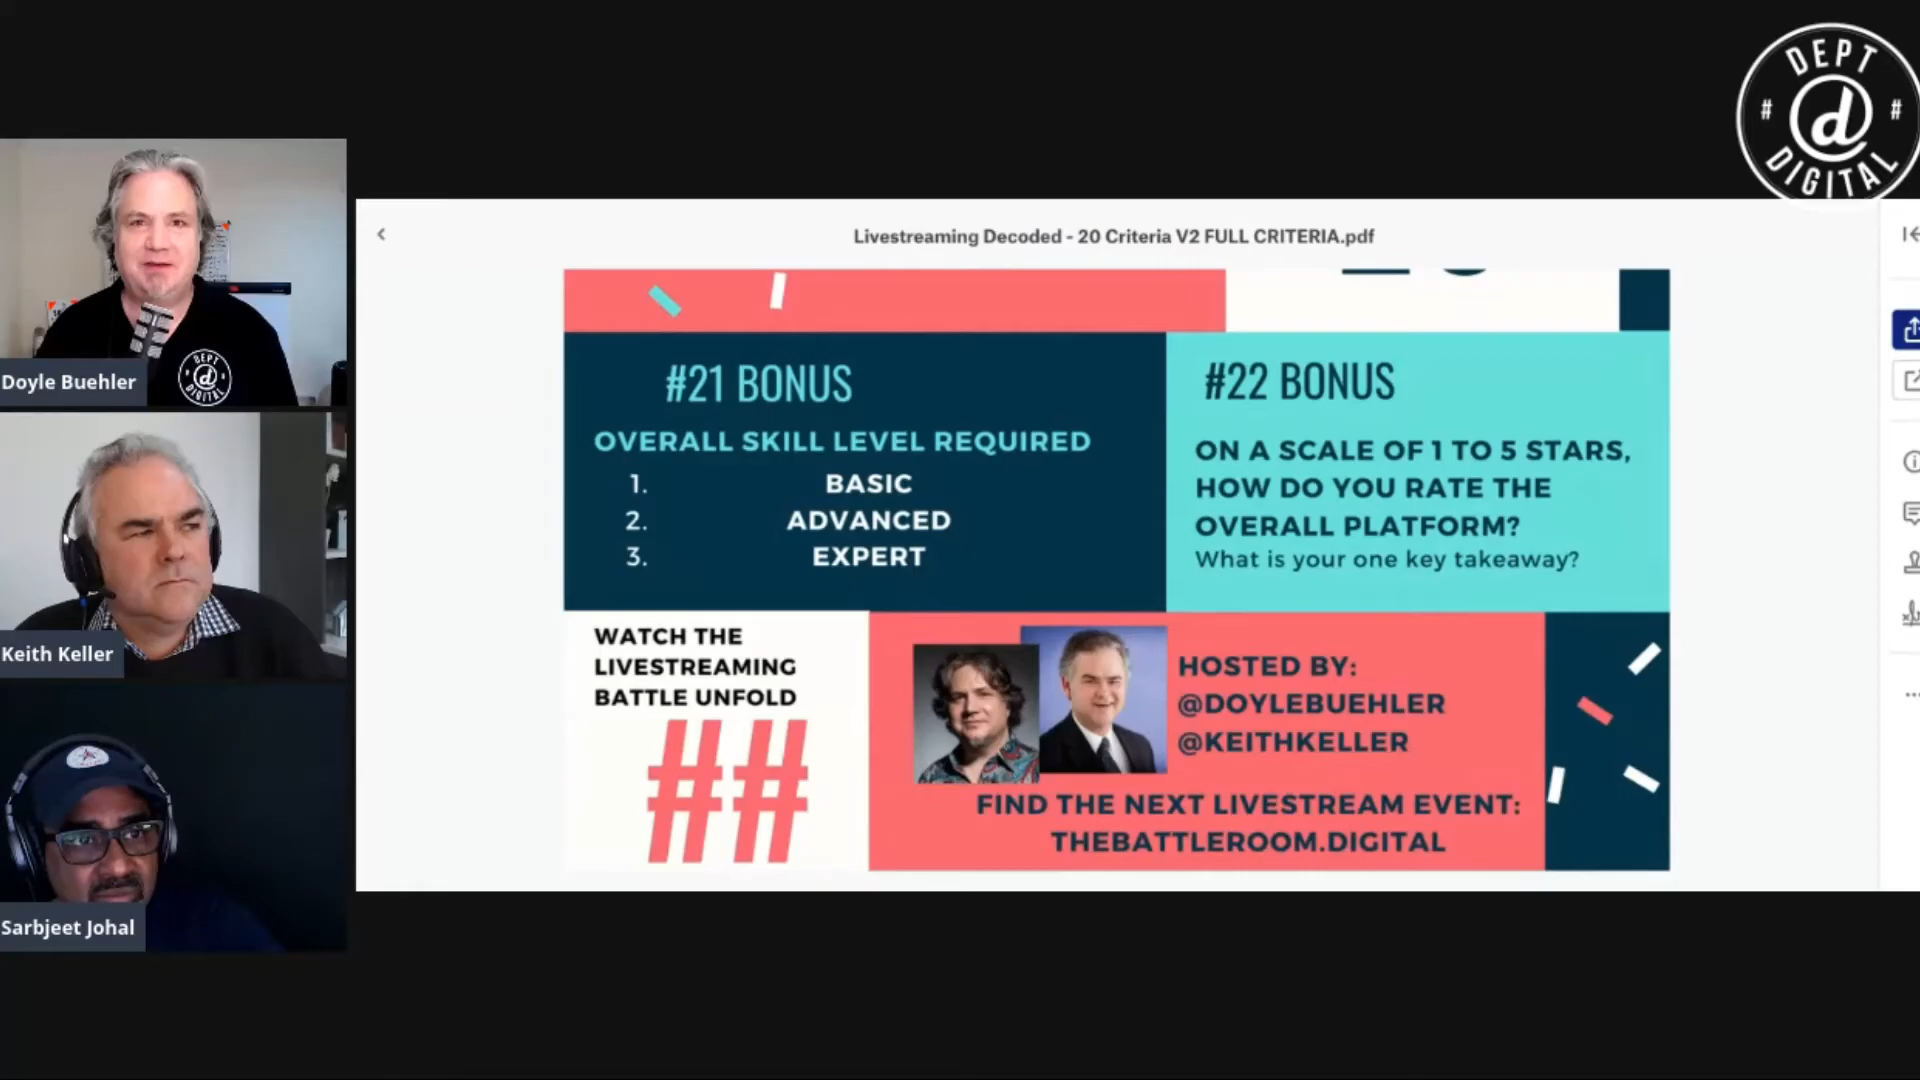 DEPT
# @d #
DIGITAL
Doyle Buehler
DEPT
DIGITAL
Keith Keller
Sarbjeet Johal
Livestreaming Decoded - 20 Criteria V2 FULL CRITERIA.pdf
#21 BONUS
OVERALL SKILL LEVEL REQUIRED
1. BASIC
2. ADVANCED
3. EXPERT
#22 BONUS
ON A SCALE OF 1 TO 5 STARS,
HOW DO YOU RATE THE
OVERALL PLATFORM?
What is your one key takeaway?
WATCH THE
LIVESTREAMING
BATTLE UNFOLD
##
HOSTED BY:
@DOYLEBUEHLER
@KEITHKELLER
FIND THE NEXT LIVESTREAM EVENT:
THEBATTLEROOM.DIGITAL